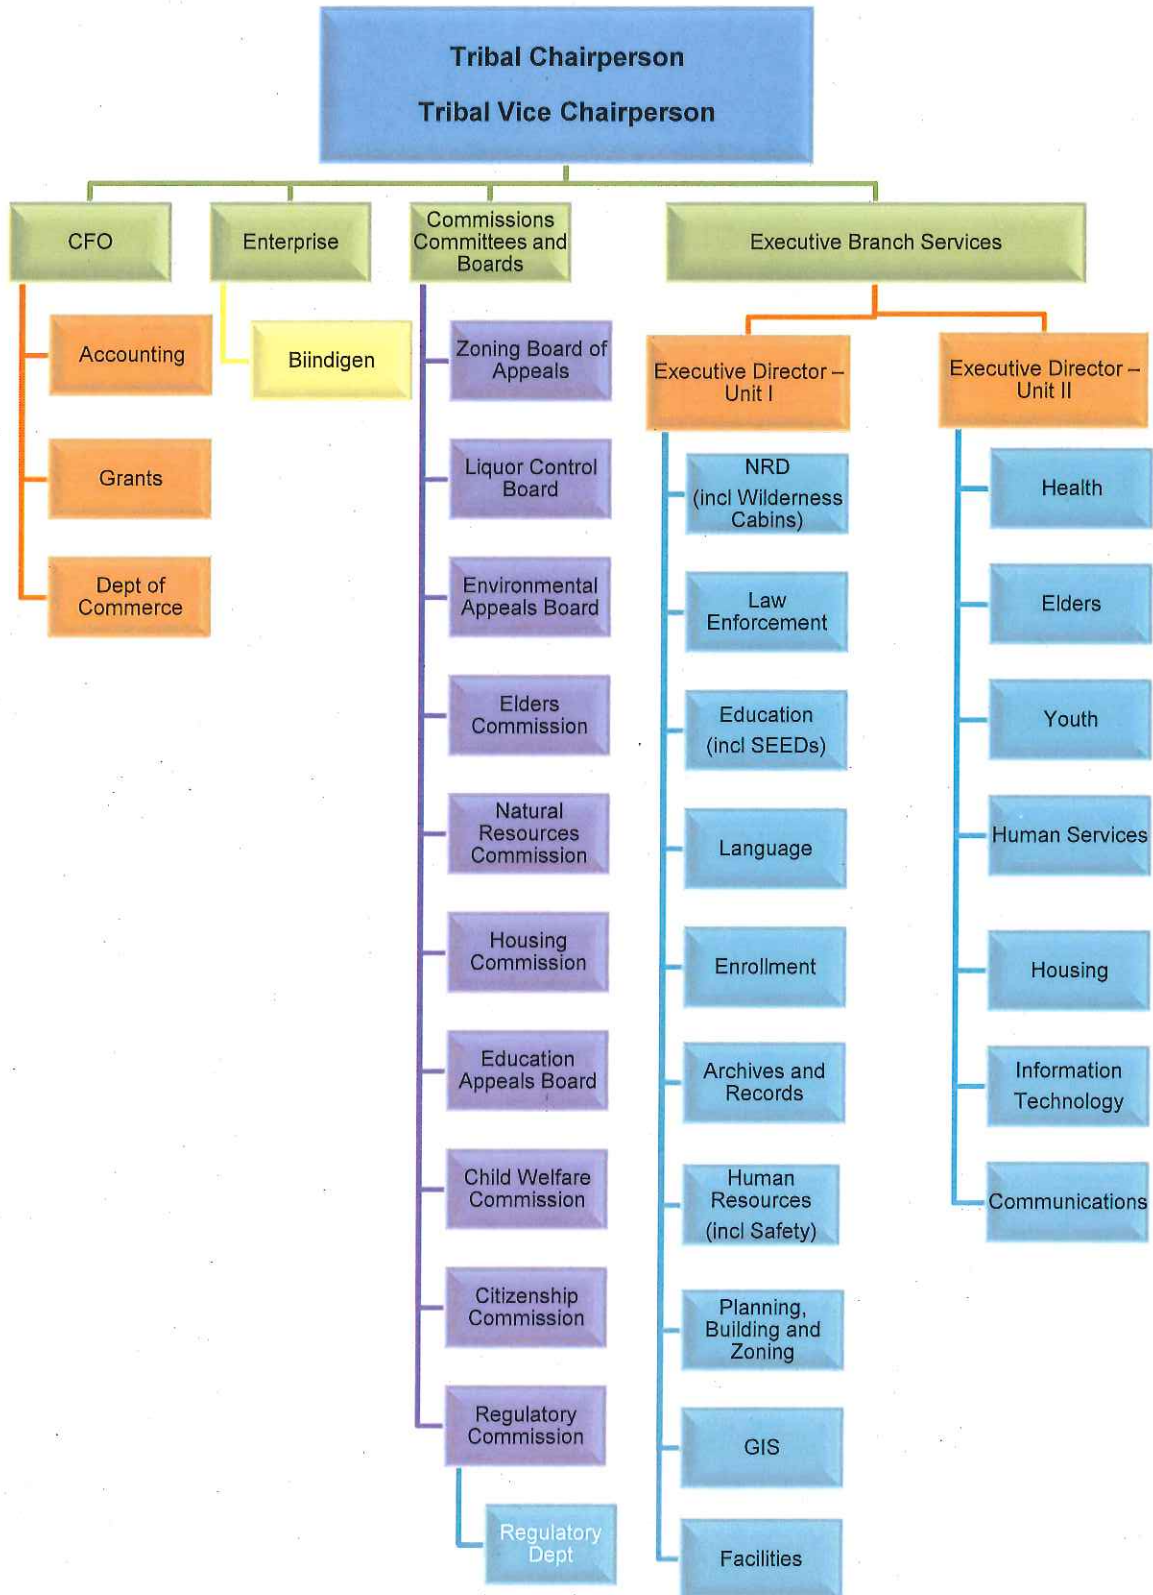 Tribal Chairperson
Tribal Vice Chairperson
CFO
Enterprise
Commissions
Committees and
Boards
Executive Branch Services
Accounting
Grants
Dept of
Commerce
Biindigen
Zoning Board of
Appeals
Liquor Control
Board
Environmental
Appeals Board
Elders
Commission
Natural
Resources
Commission
Housing
Commission
Education
Appeals Board
Child Welfare
Commission
Citizenship
Commission
Regulatory
Commission
Regulatory
Dept
Executive Director –
Unit I
NRD
(incl Wilderness
Cabins)
Law
Enforcement
Education
(incl SEEDs)
Language
Enrollment
Archives and
Records
Human
Resources
(incl Safety)
Planning,
Building and
Zoning
GIS
Facilities
Executive Director –
Unit II
Health
Elders
Youth
Human Services
Housing
Information
Technology
Communications